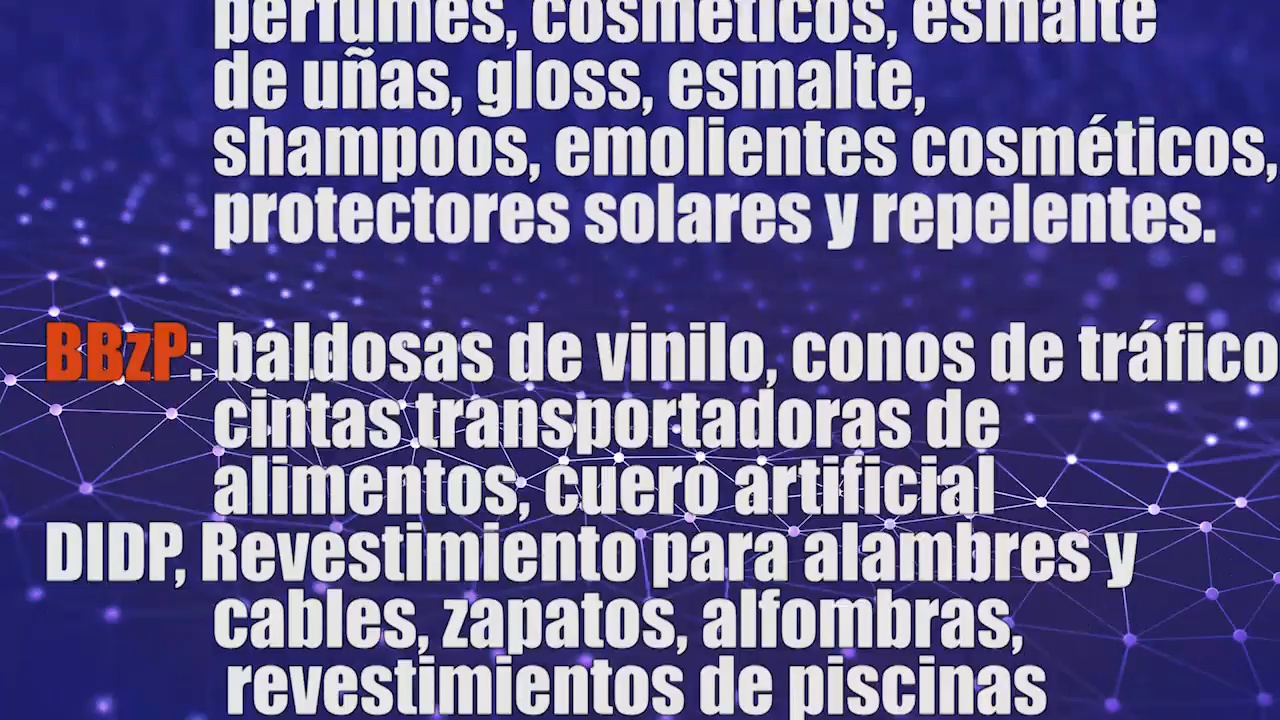 perfumes, cosméticos, esmalte
de uñas, gloss, esmalte,
shampoos, emolientes cosméticos,
protectores solares y repelentes.
BBzP: baldosas de vinilo, conos de tráfico
cintas transportadoras de
alimentos, cuero artificial
DIDP, Revestimiento para alambres y
cables, zapatos, alfombras,
revestimientos de piscinas